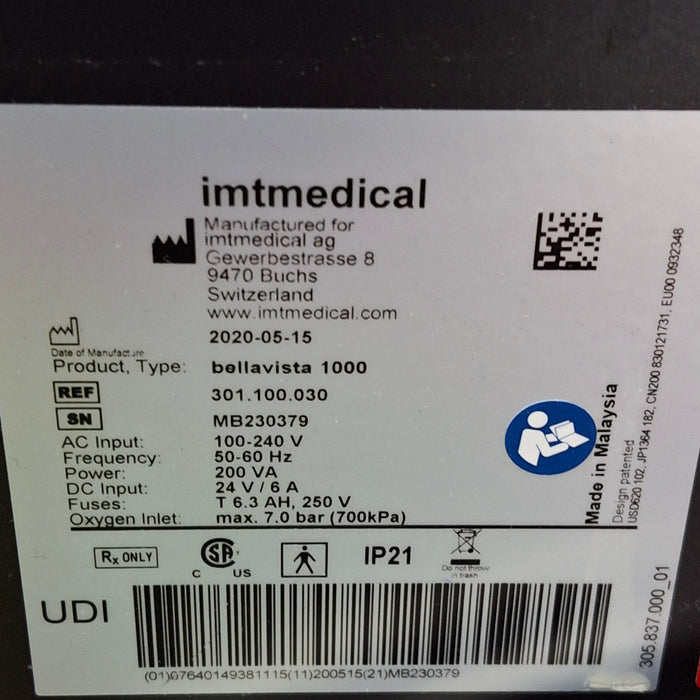 imtmedical
Manufactured for
imtmedical ag
Gewerbestrasse 8
9470 Buchs
Switzerland
www.imtmedical.com
2020-05-15
Date of Manufacture
Product, Type: bellavista 1000
REF 301.100.030
SN MB230379
AC Input: 100-240 V
Frequency: 50-60 Hz
Power: 200 VA
DC Input: 24 V / 6 A
Fuses: T 6.3 AH, 250 V
Oxygen Inlet: max. 7.0 bar (700kPa)
Made in Malaysia
Design patented
USD620 102, JP1364 182, CN200 830121731, EU00 0932348
Rx ONLY
C SA US
IP21
Do not throw
in trash
UDI
(01)07640149381115(11)200515(21)MB230379
305.837.000_01